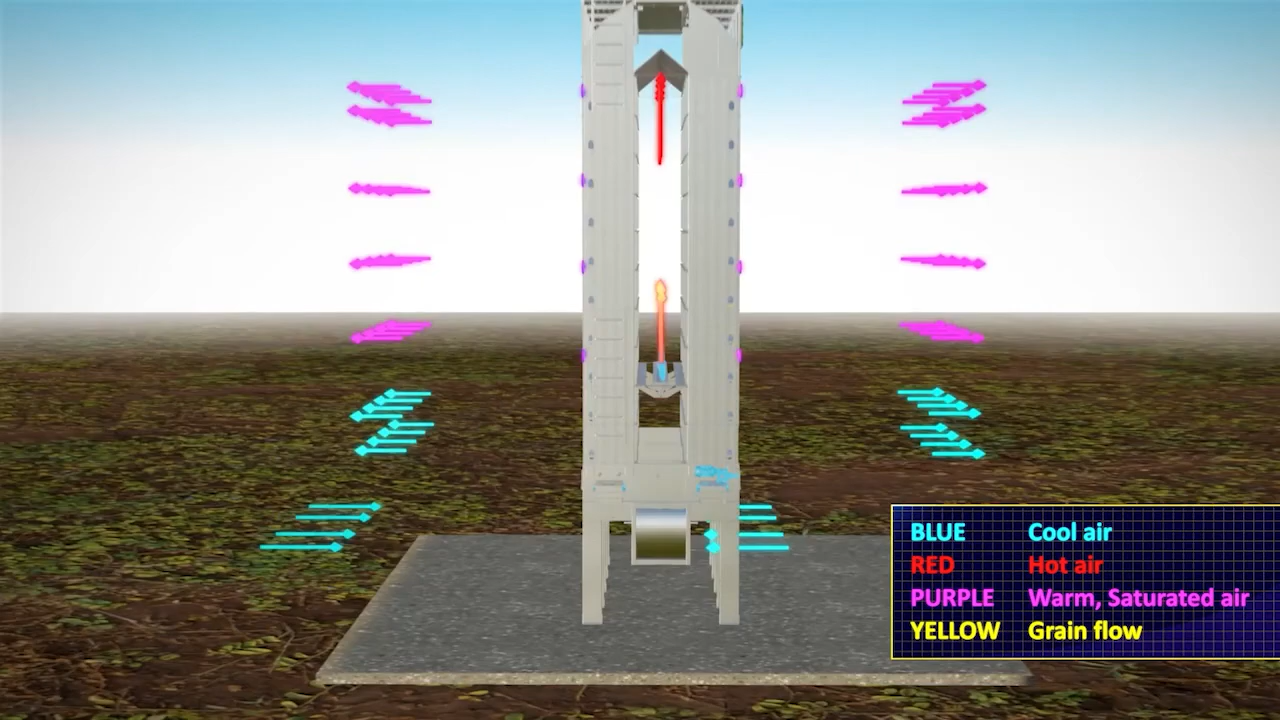 BLUE Cool air
RED Hot air
PURPLE Warm, Saturated air
YELLOW Grain flow